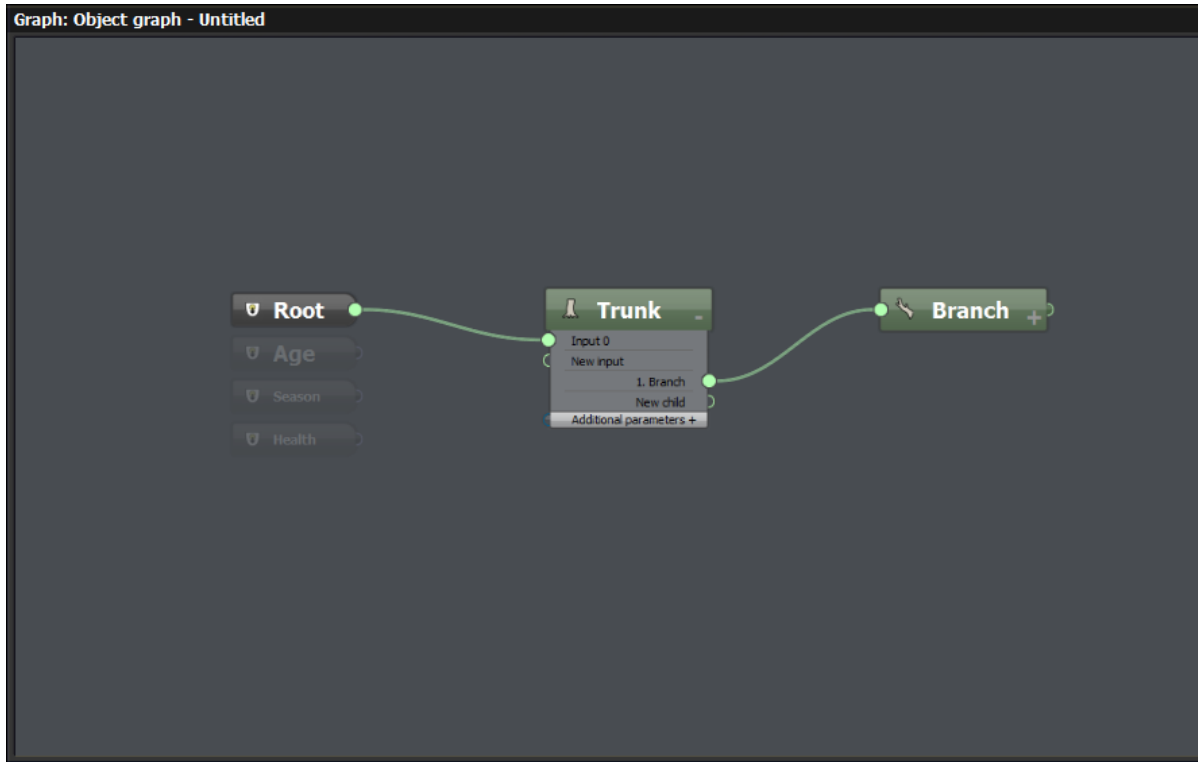 Graph: Object graph - Untitled
Root
Age
Season
Health
Trunk
-
Input 0
New input
1. Branch
New child
Additional parameters +
Branch
+